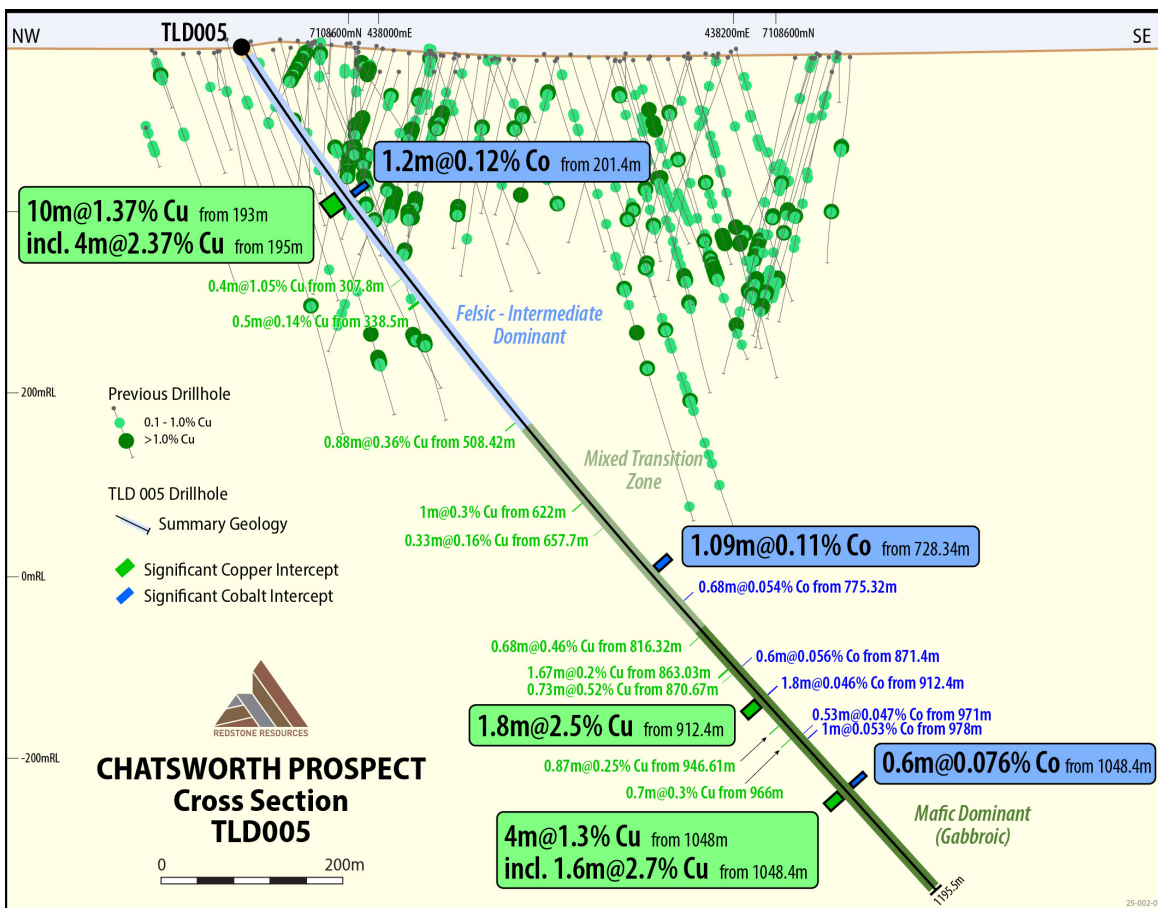 NW
TLD005
7108600mN
438000mE
438200mE
7108600mN
SE
1.2m@0.12% Co from 201.4m
10m@1.37% Cu from 193m
incl. 4m@2.37% Cu from 195m
0.4m@1.05% Cu from 307.8m
0.5m@0.14% Cu from 338.5m
Felsic - Intermediate
Dominant
200mRL
Previous Drillhole
0.1 - 1.0% Cu
>1.0% Cu
0.88m@0.36% Cu from 508.42m
Mixed Transition
Zone
TLD 005 Drillhole
Summary Geology
1m@0.3% Cu from 622m
0.33m@0.16% Cu from 657.7m
1.09m@0.11% Co from 728.34m
0mRL
Significant Copper Intercept
Significant Cobalt Intercept
0.68m@0.054% Co from 775.32m
0.68m@0.46% Cu from 816.32m
0.6m@0.056% Co from 871.4m
1.67m@0.2% Cu from 863.03m
0.73m@0.52% Cu from 870.67m
1.8m@0.046% Co from 912.4m
1.8m@2.5% Cu from 912.4m
0.53m@0.047% Co from 971m
1m@0.053% Co from 978m
REDSTONE RESOURCES
-200mRL
0.87m@0.25% Cu from 946.61m
0.6m@0.076% Co from 1048.4m
CHATSWORTH PROSPECT
Cross Section
TLD005
0.7m@0.3% Cu from 966m
Mafic Dominant
(Gabbroic)
4m@1.3% Cu from 1048m
incl. 1.6m@2.7% Cu from 1048.4m
0
200m
1195.5m
25-002-0